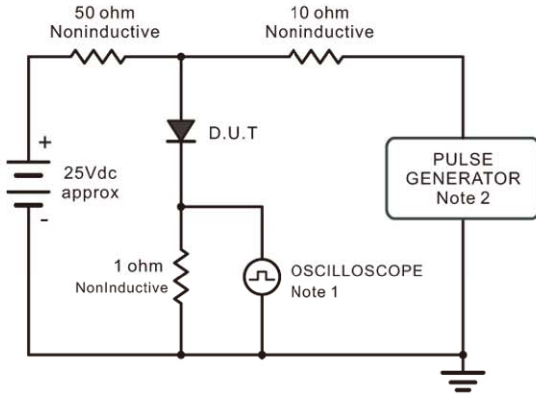 50 ohm
Noninductive
10 ohm
Noninductive
D.U.T
+
25Vdc
approx
-
PULSE
GENERATOR
Note 2
1 ohm
NonInductive
OSCILLOSCOPE
Note 1